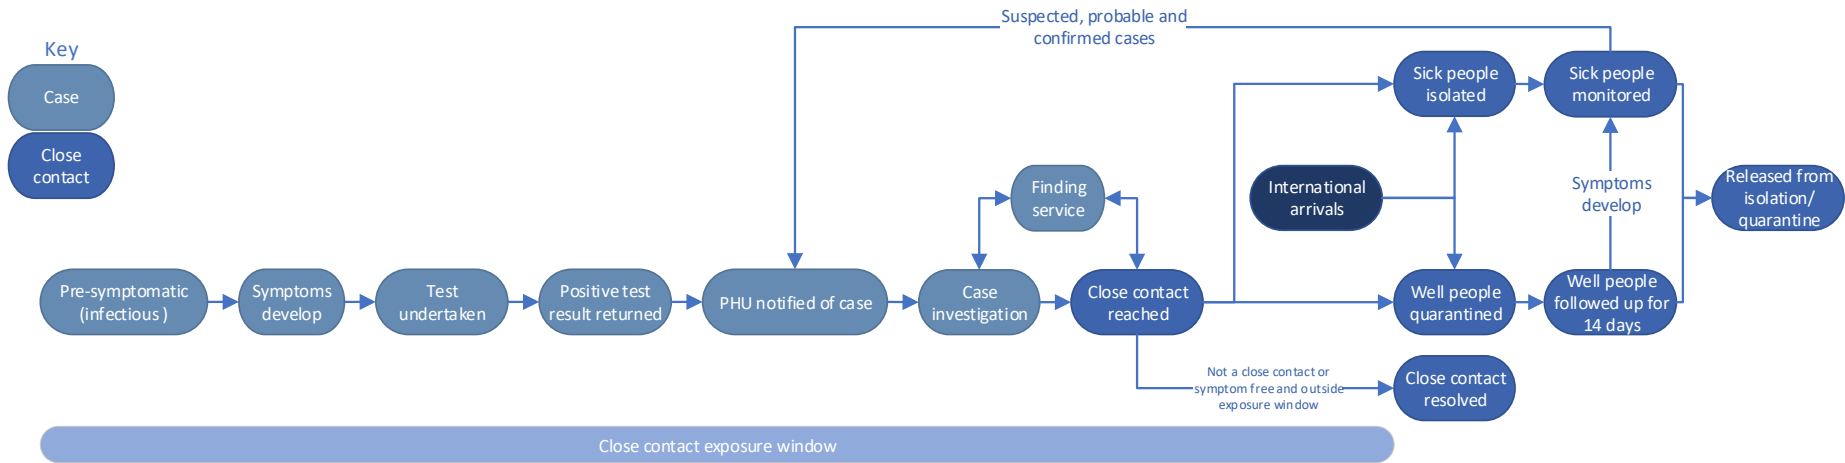 Suspected, probable and
confirmed cases
Key
Case
Close
contact
Sick people
isolated
Sick people
monitored
Finding
service
International
arrivals
Symptoms
develop
Released from
isolation/
quarantine
Pre-symptomatic
(infectious )
Symptoms
develop
Test
undertaken
Positive test
result returned
PHU notified of case
Case
investigation
Close contact
reached
Well people
quarantined
Well people
followed up for
14 days
Not a close contact or
symptom free and outside
exposure window
Close contact
resolved
Close contact exposure window